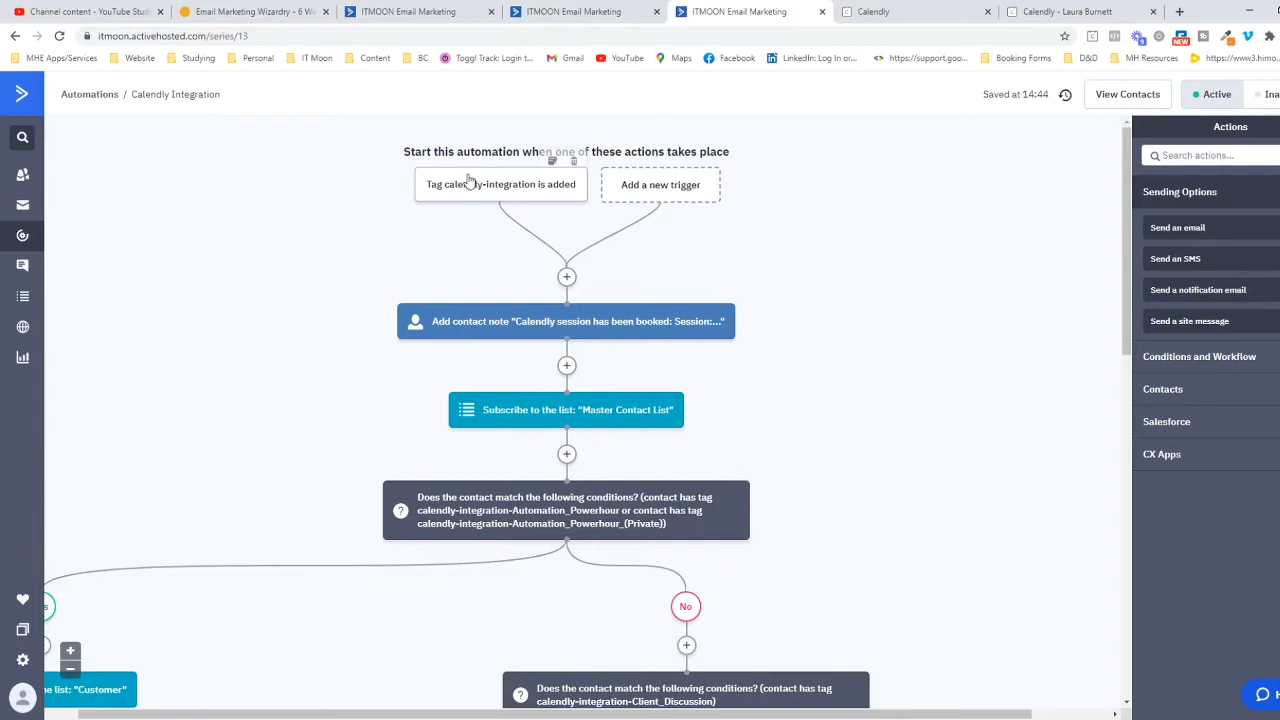 Channel content - YouTube Stud
Email Marketing Wizardry - 6 We
ITMOON Email Marketing
ITMOON Email Marketing
ITMOON Email Marketing
Calendly
Calendly - Laura Burnett
itmoon.activehosted.com/series/13
MHE Apps/Services
Website
Studying
Personal
IT Moon
Content
BC
Toggl Track: Login t...
Gmail
YouTube
Maps
Facebook
LinkedIn: Log In or...
https://support.goo...
Booking Forms
D&D
MH Resources
https://www3.hmo
NEW
Automations / Calendly Integration
Saved at 14:44
View Contacts
Active
Ina
Start this automation when one of these actions takes place
Tag calendly-integration is added
Add a new trigger
Add contact note "Calendly session has been booked: Session:..."
Subscribe to the list: "Master Contact List"
Does the contact match the following conditions? (contact has tag
calendly-integration-Automation_Powerhour or contact has tag
calendly-integration-Automation_Powerhour_(Private))
s
No
he list: "Customer"
Does the contact match the following conditions? (contact has tag
calendly-integration-Client_Discussion)
Actions
Search actions...
Sending Options
Send an email
Send an SMS
Send a notification email
Send a site message
Conditions and Workflow
Contacts
Salesforce
CX Apps
H